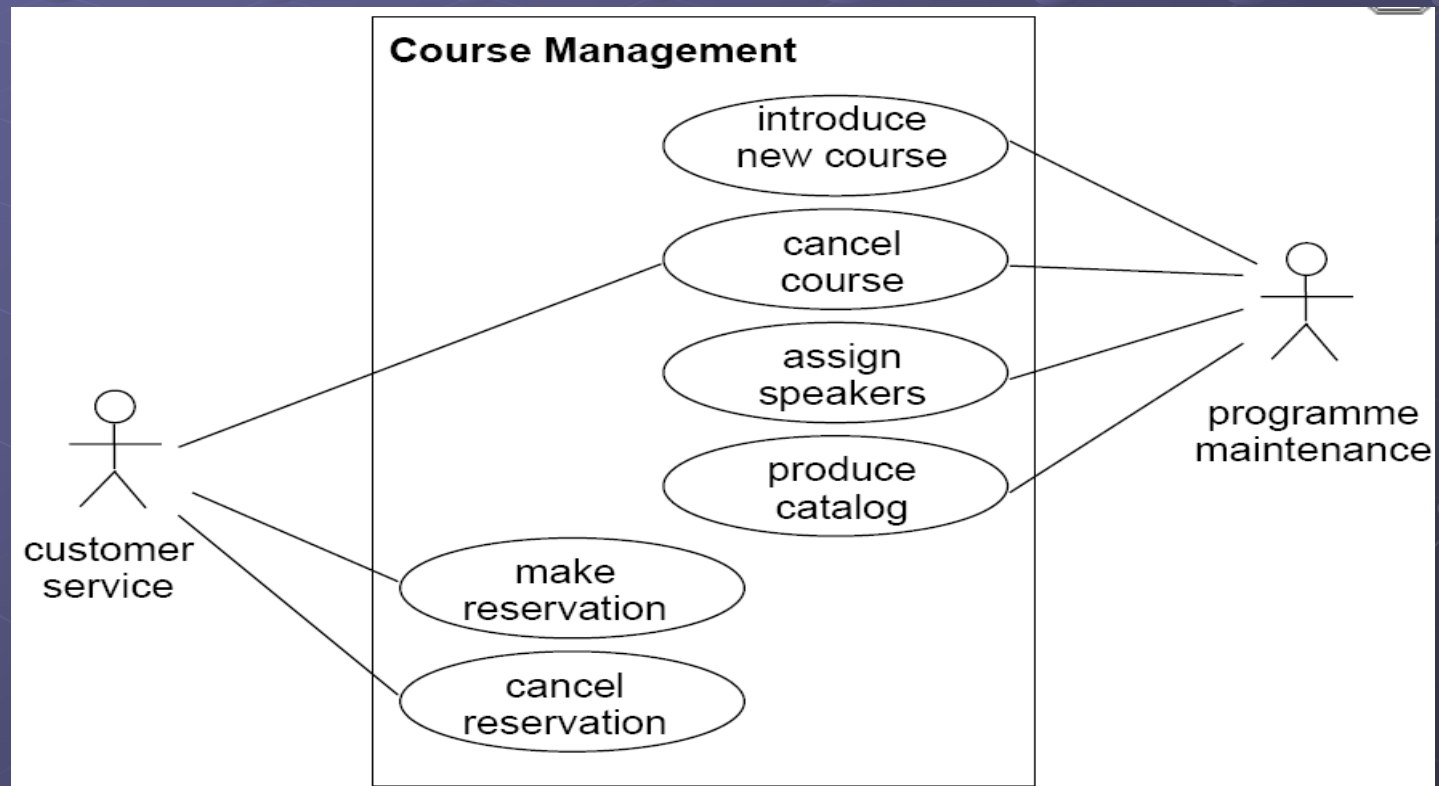 Course Management
introduce
new course
cancel
course
assign
speakers
programme
maintenance
produce
catalog
customer
service
make
reservation
cancel
reservation